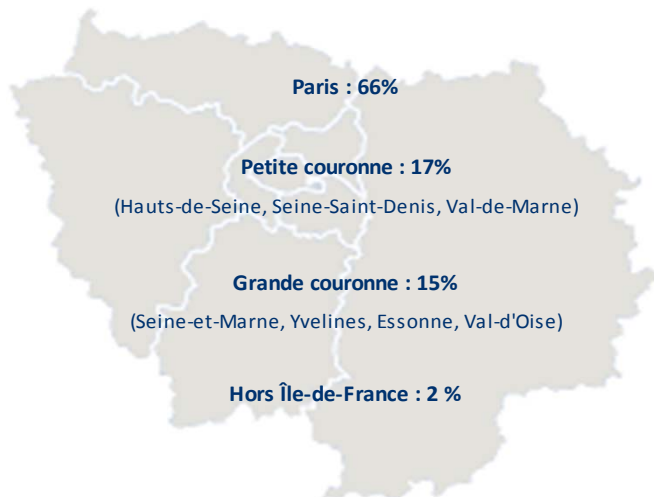 Paris : 66%
Petite couronne : 17%
(Hauts-de-Seine, Seine-Saint-Denis, Val-de-Marne)
Grande couronne : 15%
(Seine-et-Marne, Yvelines, Essonne, Val-d'Oise)
Hors Île-de-France : 2 %